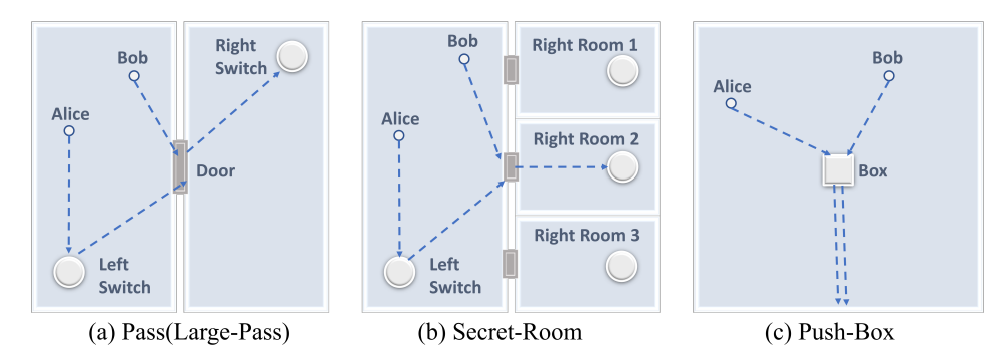 Bob
Alice
Right
Switch
Door
Left
Switch
(a) Pass(Large-Pass)
Bob
Alice
Right Room 1
Right Room 2
Right Room 3
Left
Switch
(b) Secret-Room
Alice
Bob
Box
(c) Push-Box